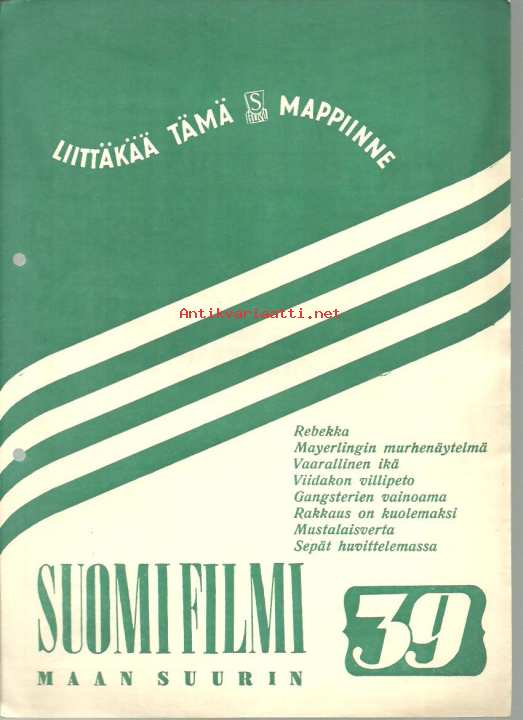 LIITTÄKÄÄ TÄMÄ S FILMI MAPPIINNE
Antikvariaatti.net
Rebekka
Mayerlingin murhenäytelmä
Vaarallinen ikä
Viidakon villipeto
Gangsterien vainoama
Rakkaus on kuolemaksi
Mustalaisverta
Sepät huvittelemassa
SUOMI FILMI
MAAN SUURIN
39